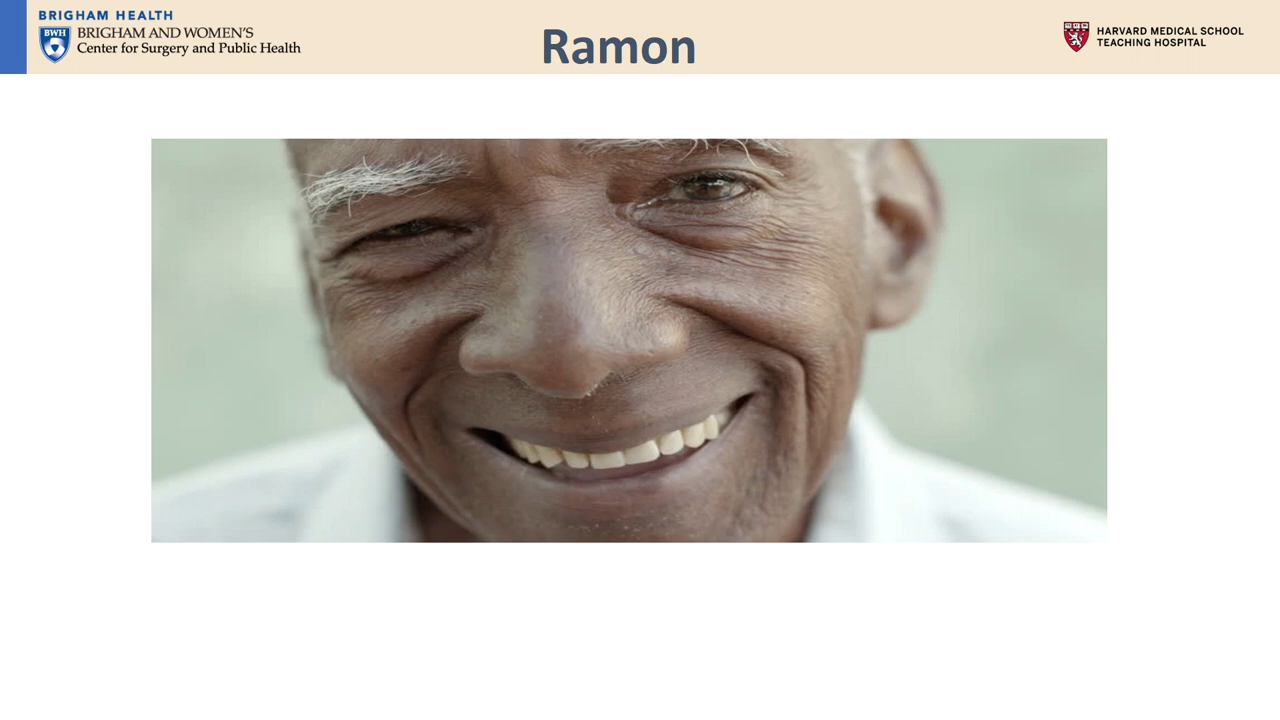 BRIGHAM HEALTH
BWH
BRIGHAM AND WOMEN'S
Center for Surgery and Public Health
Ramon
HARVARD MEDICAL SCHOOL
TEACHING HOSPITAL